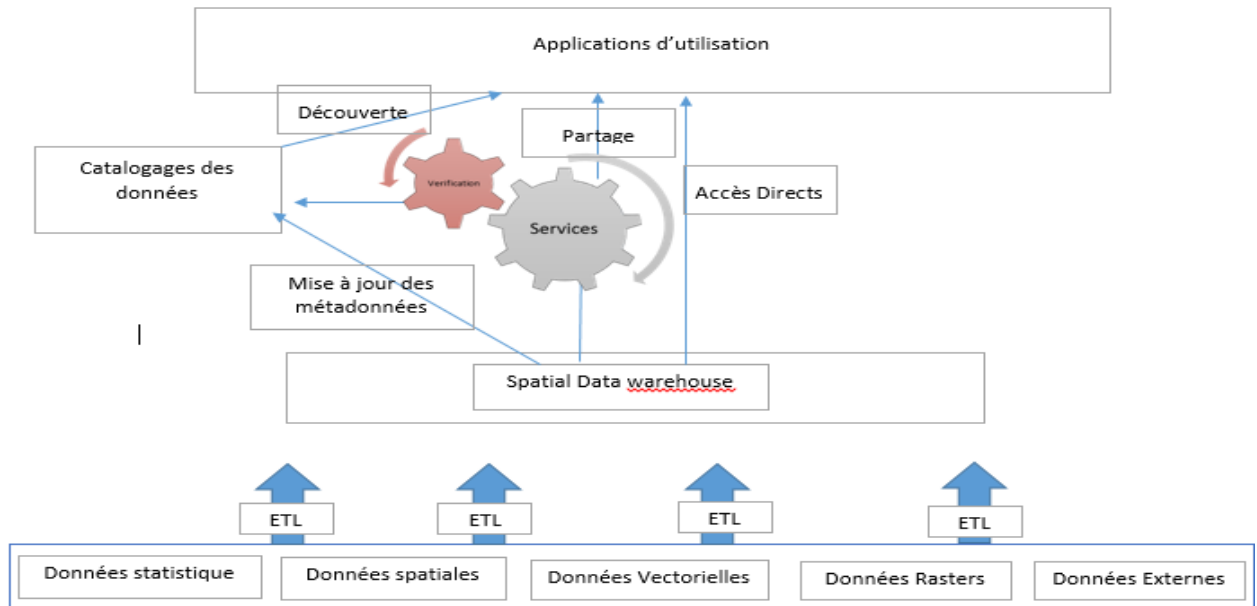 Applications d’utilisation
Découverte
Partage
Catalogages des
données
Verification
Accès Directs
Services
Mise à jour des
métadonnées
Spatial Data warehouse
ETL
ETL
ETL
ETL
Données statistique
Données spatiales
Données Vectorielles
Données Rasters
Données Externes